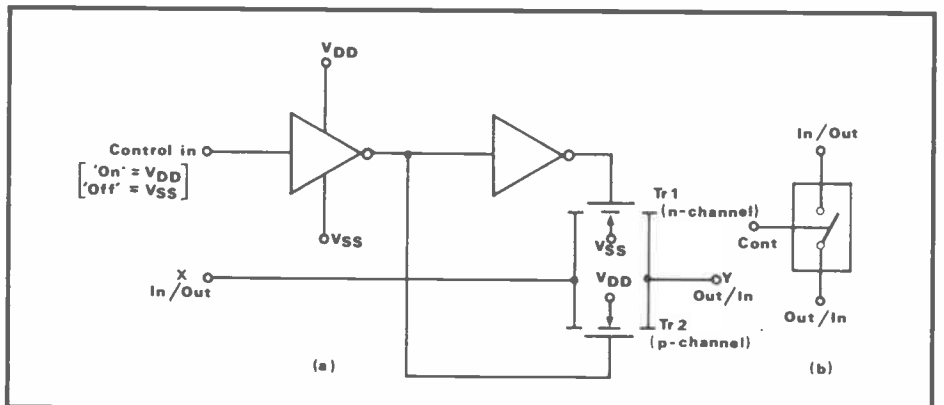 VDD
Control in
['On' = VDD
'Off' = VSS]
VSS
X
In/Out
Tr 1
(n-channel)
VSS
VDD
Y
Out/In
Tr 2
(p-channel)
(a)
In/Out
Cont
Out/In
(b)